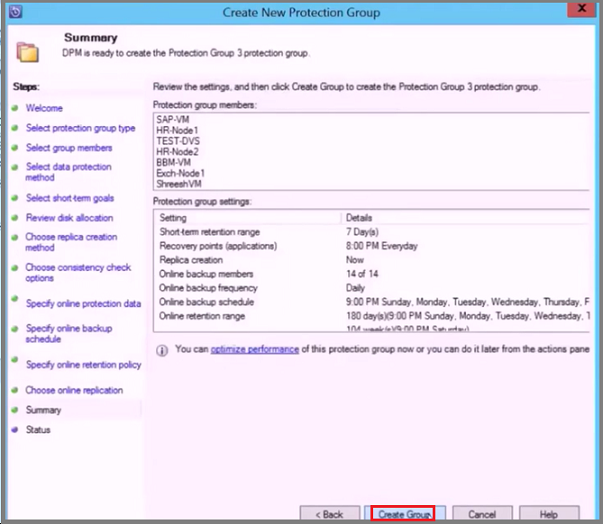 Create New Protection Group
x
Summary
DPM is ready to create the Protection Group 3 protection group.
Steps:
Welcome
Select protection group type
Select group members
Select data protection
method
Select short-term goals
Review disk allocation
Choose replica creation
method
Choose consistency check
options
Specify online protection data
Specify online backup
schedule
Specify online retention policy
Choose online replication
Summary
Status
Review the settings, and then click Create Group to create the Protection Group 3 protection group.
Protection group members:
SAP-VM
HR-Node1
TEST-DVS
HR-Node2
BBM-VM
Exch-Node1
ShreeshVM
Protection group settings:
Setting Details
Short-term retention range 7 Day(s)
Recovery points (applications) 8:00 PM Everyday
Replica creation Now
Online backup members 14 of 14
Online backup frequency Daily
Online backup schedule 9:00 PM Sunday, Monday, Tuesday, Wednesday, Thursday, F
Online retention range 180 day(s)(9:00 PM Sunday, Monday, Tuesday, Wednesday, T
104 week(s)(9:00 PM Saturday)
You can optimize performance of this protection group now or you can do it later from the actions pane
< Back
Create Group
Cancel
Help